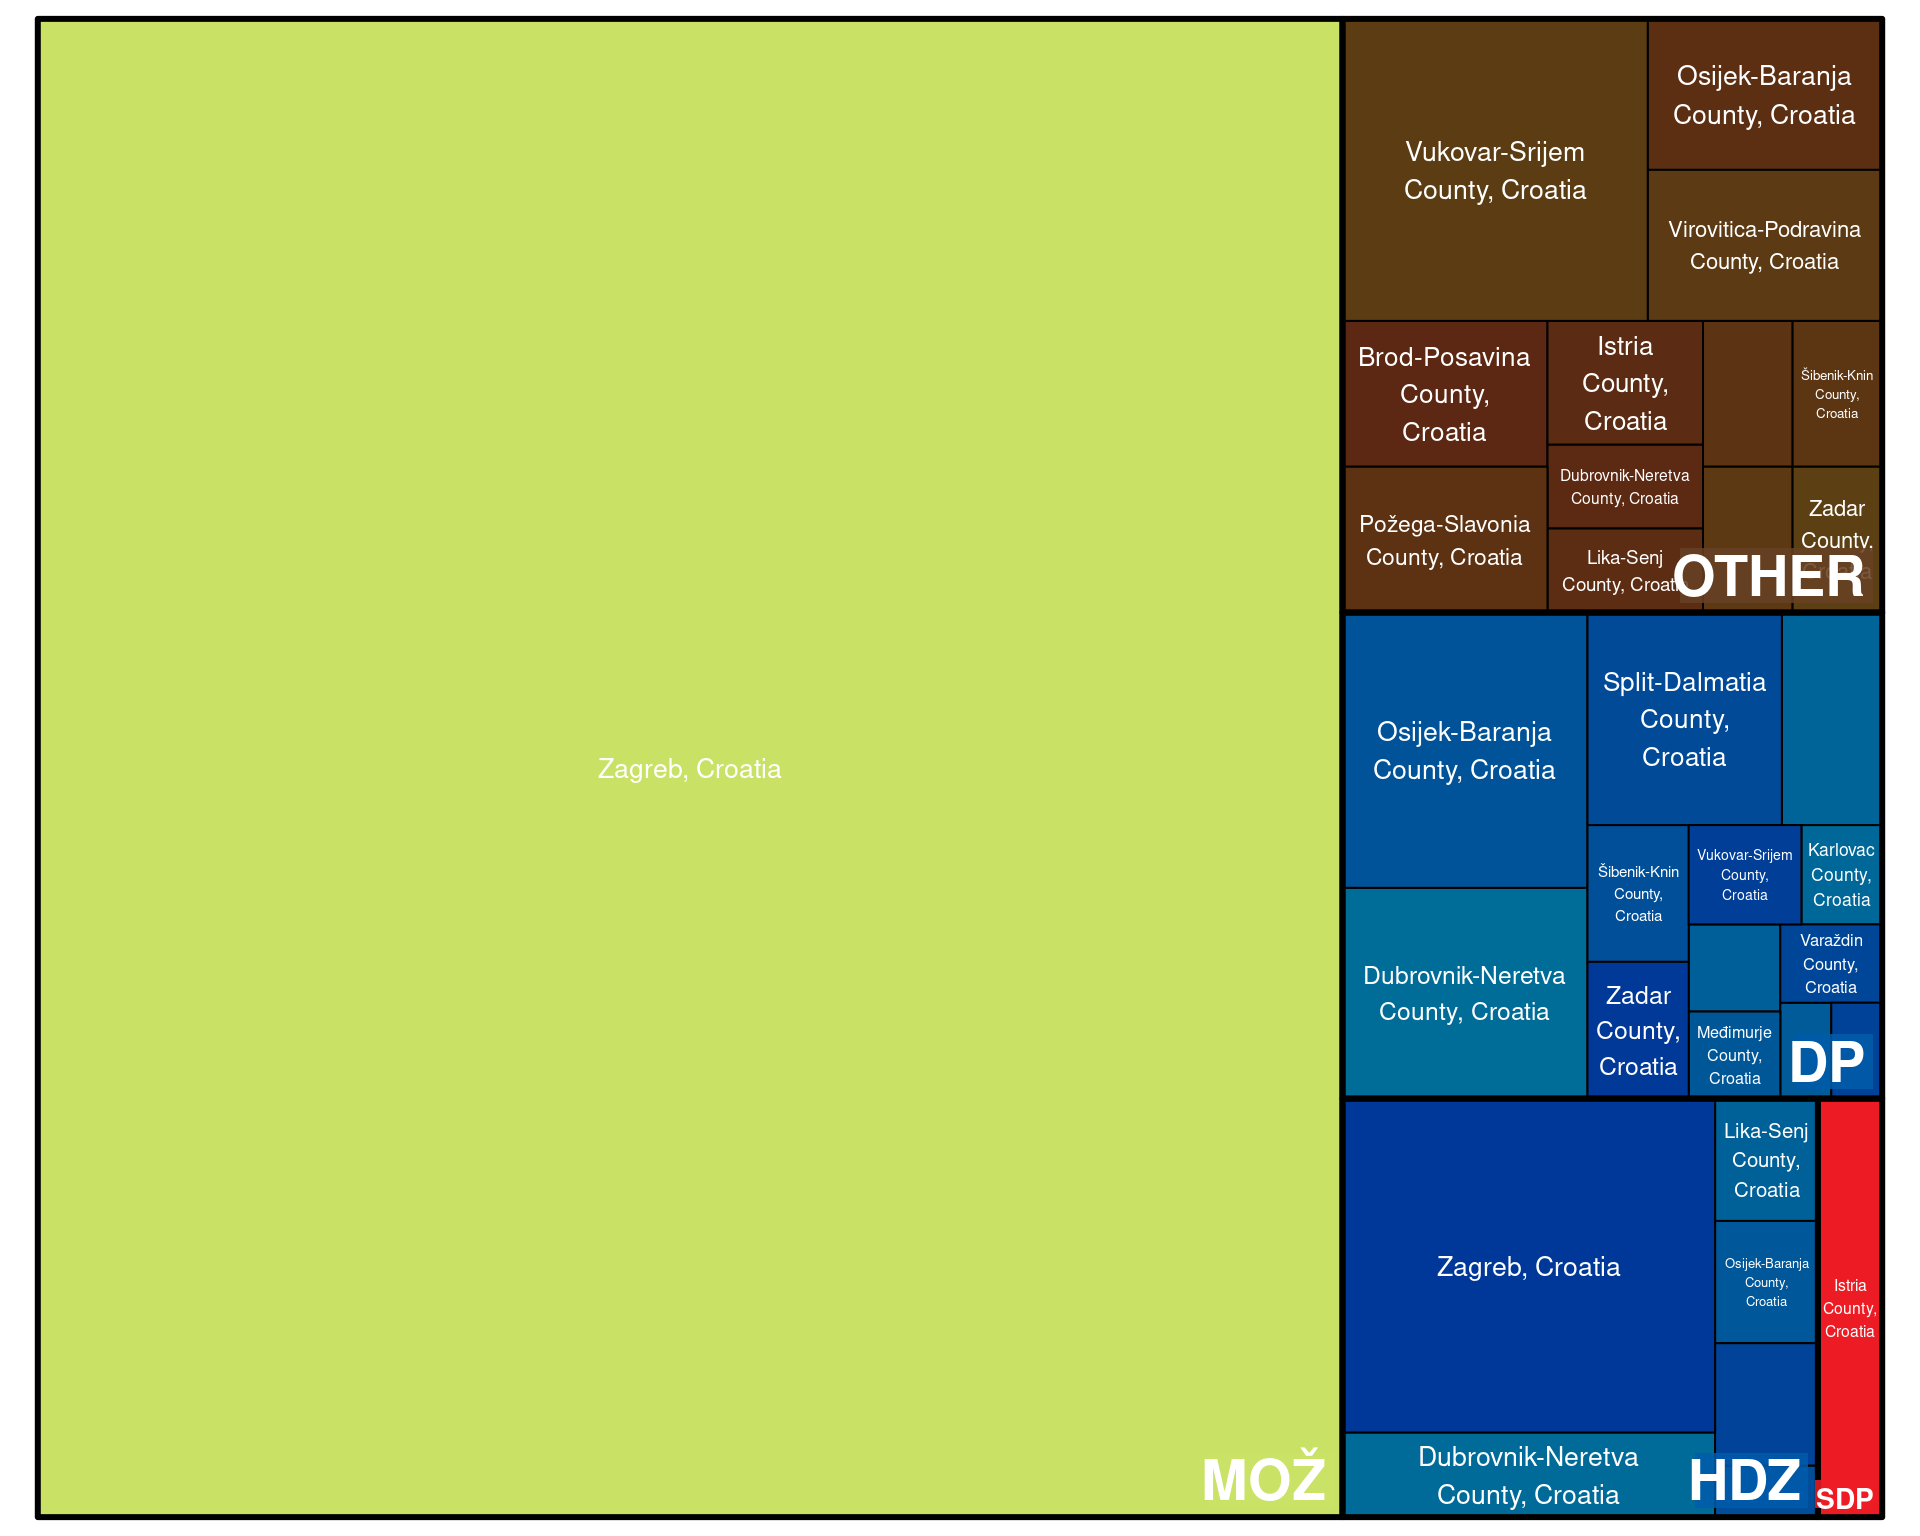 Zagreb, Croatia
MOŽ
Vukovar-Srijem
County, Croatia
Osijek-Baranja
County, Croatia
Virovitica-Podravina
County, Croatia
Brod-Posavina
County,
Croatia
Istria
County,
Croatia
Šibenik-Knin
County,
Croatia
Požega-Slavonia
County, Croatia
Dubrovnik-Neretva
County, Croatia
Lika-Senj
County, Croatia
Zadar
County,
Croatia
OTHER
Osijek-Baranja
County, Croatia
Split-Dalmatia
County,
Croatia
Dubrovnik-Neretva
County, Croatia
Šibenik-Knin
County,
Croatia
Vukovar-Srijem
County,
Croatia
Karlovac
County,
Croatia
Zadar
County,
Croatia
Varaždin
County,
Croatia
Međimurje
County,
Croatia
DP
Zagreb, Croatia
Lika-Senj
County,
Croatia
Osijek-Baranja
County,
Croatia
Dubrovnik-Neretva
County, Croatia
HDZ
Istria
County,
Croatia
SDP